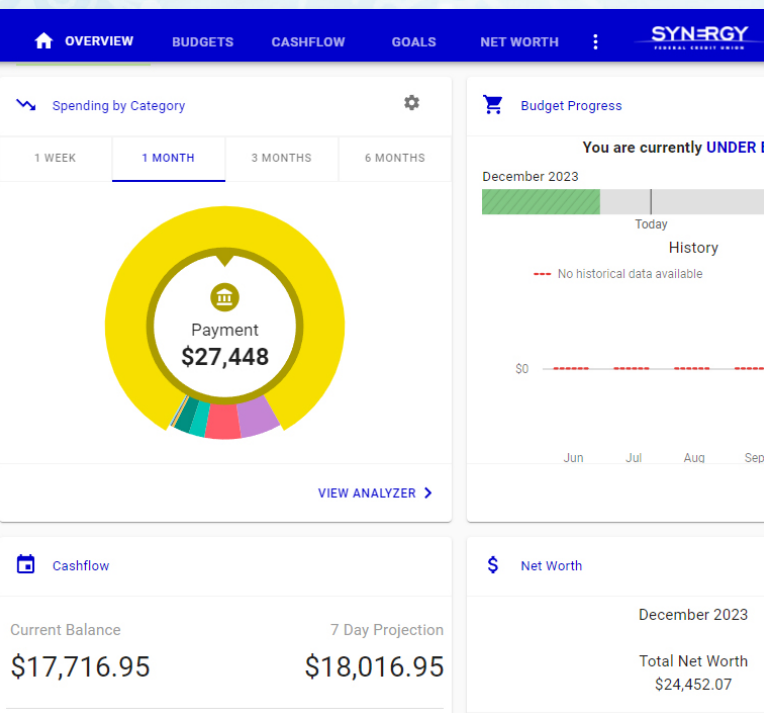 OVERVIEW BUDGETS CASHFLOW GOALS NET WORTH SYNERGY
FEDERAL CREDIT UNION
Spending by Category
1 WEEK 1 MONTH 3 MONTHS 6 MONTHS
Payment
$27,448
VIEW ANALYZER
Budget Progress
You are currently UNDER
December 2023
Today
History
No historical data available
$0
Jun Jul Aug Sep
Cashflow
Current Balance 7 Day Projection
$17,716.95 $18,016.95
Net Worth
December 2023
Total Net Worth
$24,452.07